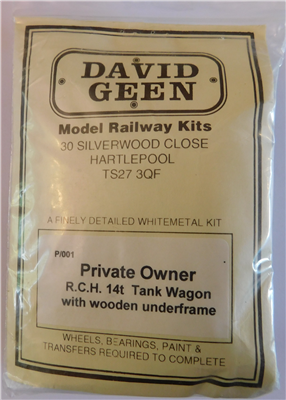 DAVID
GEEN
Model Railway Kits
30 SILVERWOOD CLOSE
HARTLEPOOL
TS27 3QF
A FINELY DETAILED WHITEMETAL KIT
P/001
Private Owner
R.C.H. 14t Tank Wagon
with wooden underframe
WHEELS, BEARINGS, PAINT &
TRANSFERS REQUIRED TO COMPLETE